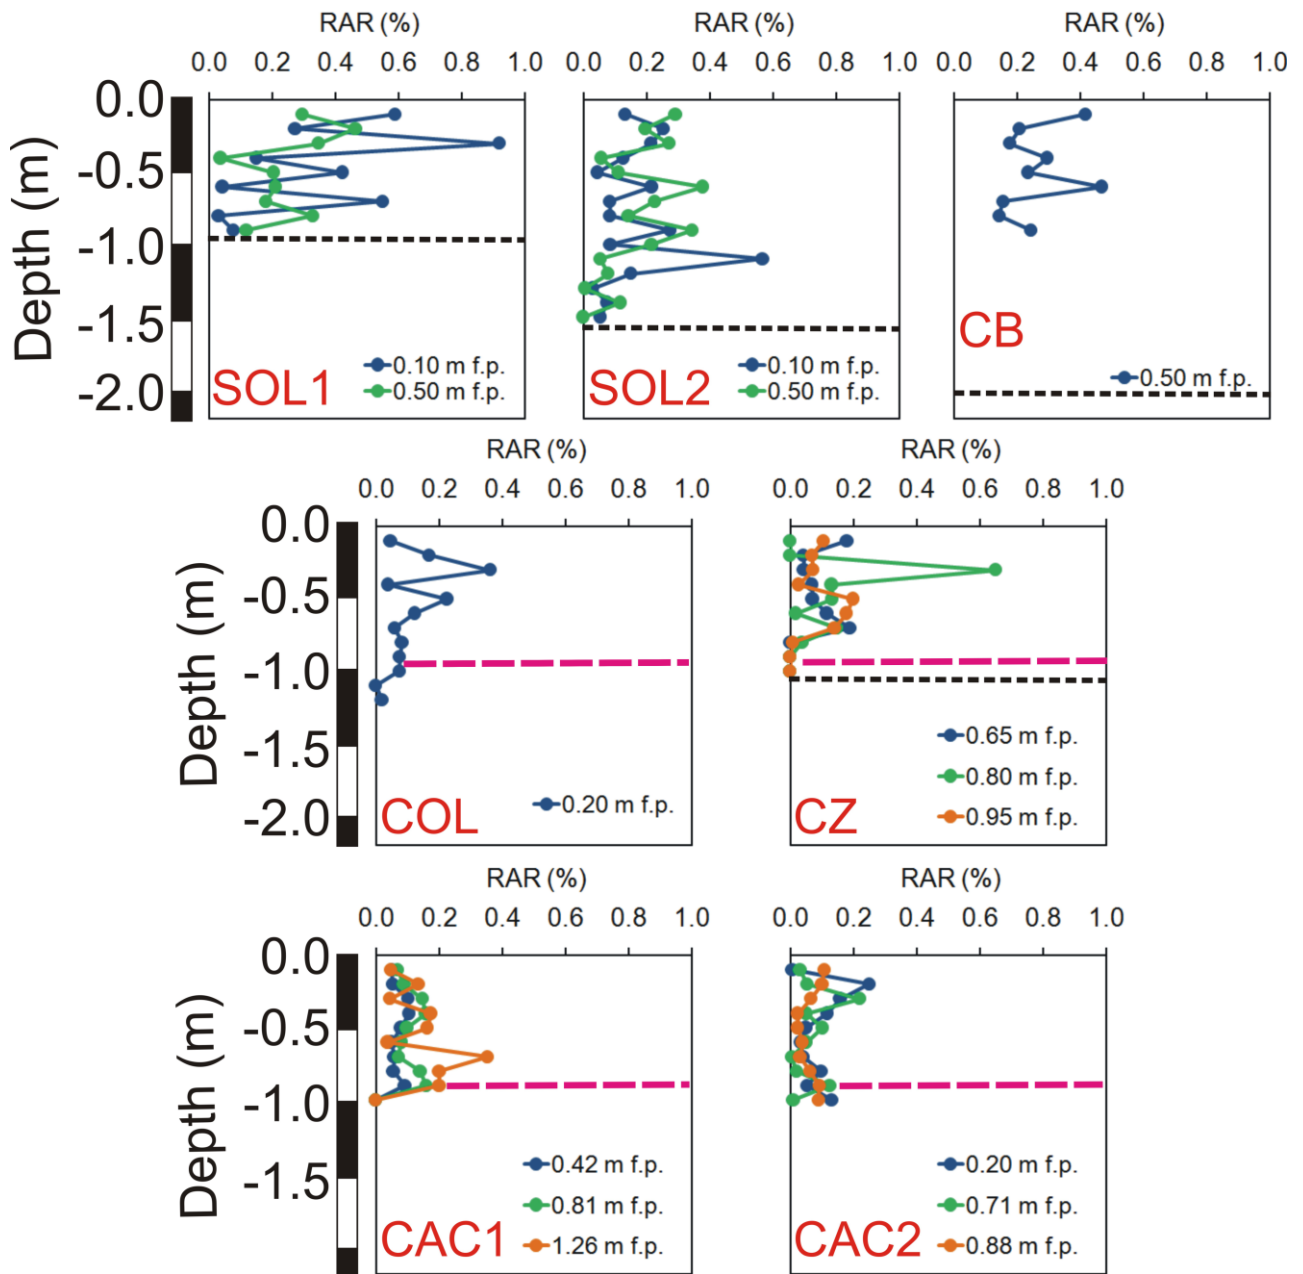 RAR (%) RAR (%) RAR (%)
0.0 0.2 0.4 0.6 0.8 1.0 0.0 0.2 0.4 0.6 0.8 1.0 0.0 0.2 0.4 0.6 0.8 1.0
Depth (m)
0.0
-0.5
-1.0
-1.5
-2.0
0.10 m f.p.
0.50 m f.p.
SOL1
0.10 m f.p.
0.50 m f.p.
SOL2
CB
0.50 m f.p.
RAR (%) RAR (%)
0.0 0.2 0.4 0.6 0.8 1.0 0.0 0.2 0.4 0.6 0.8 1.0
Depth (m)
0.0
-0.5
-1.0
-1.5
-2.0
0.20 m f.p.
COL
0.65 m f.p.
0.80 m f.p.
0.95 m f.p.
CZ
RAR (%) RAR (%)
0.0 0.2 0.4 0.6 0.8 1.0 0.0 0.2 0.4 0.6 0.8 1.0
Depth (m)
0.0
-0.5
-1.0
-1.5
0.42 m f.p.
0.81 m f.p.
1.26 m f.p.
CAC1
0.20 m f.p.
0.71 m f.p.
0.88 m f.p.
CAC2